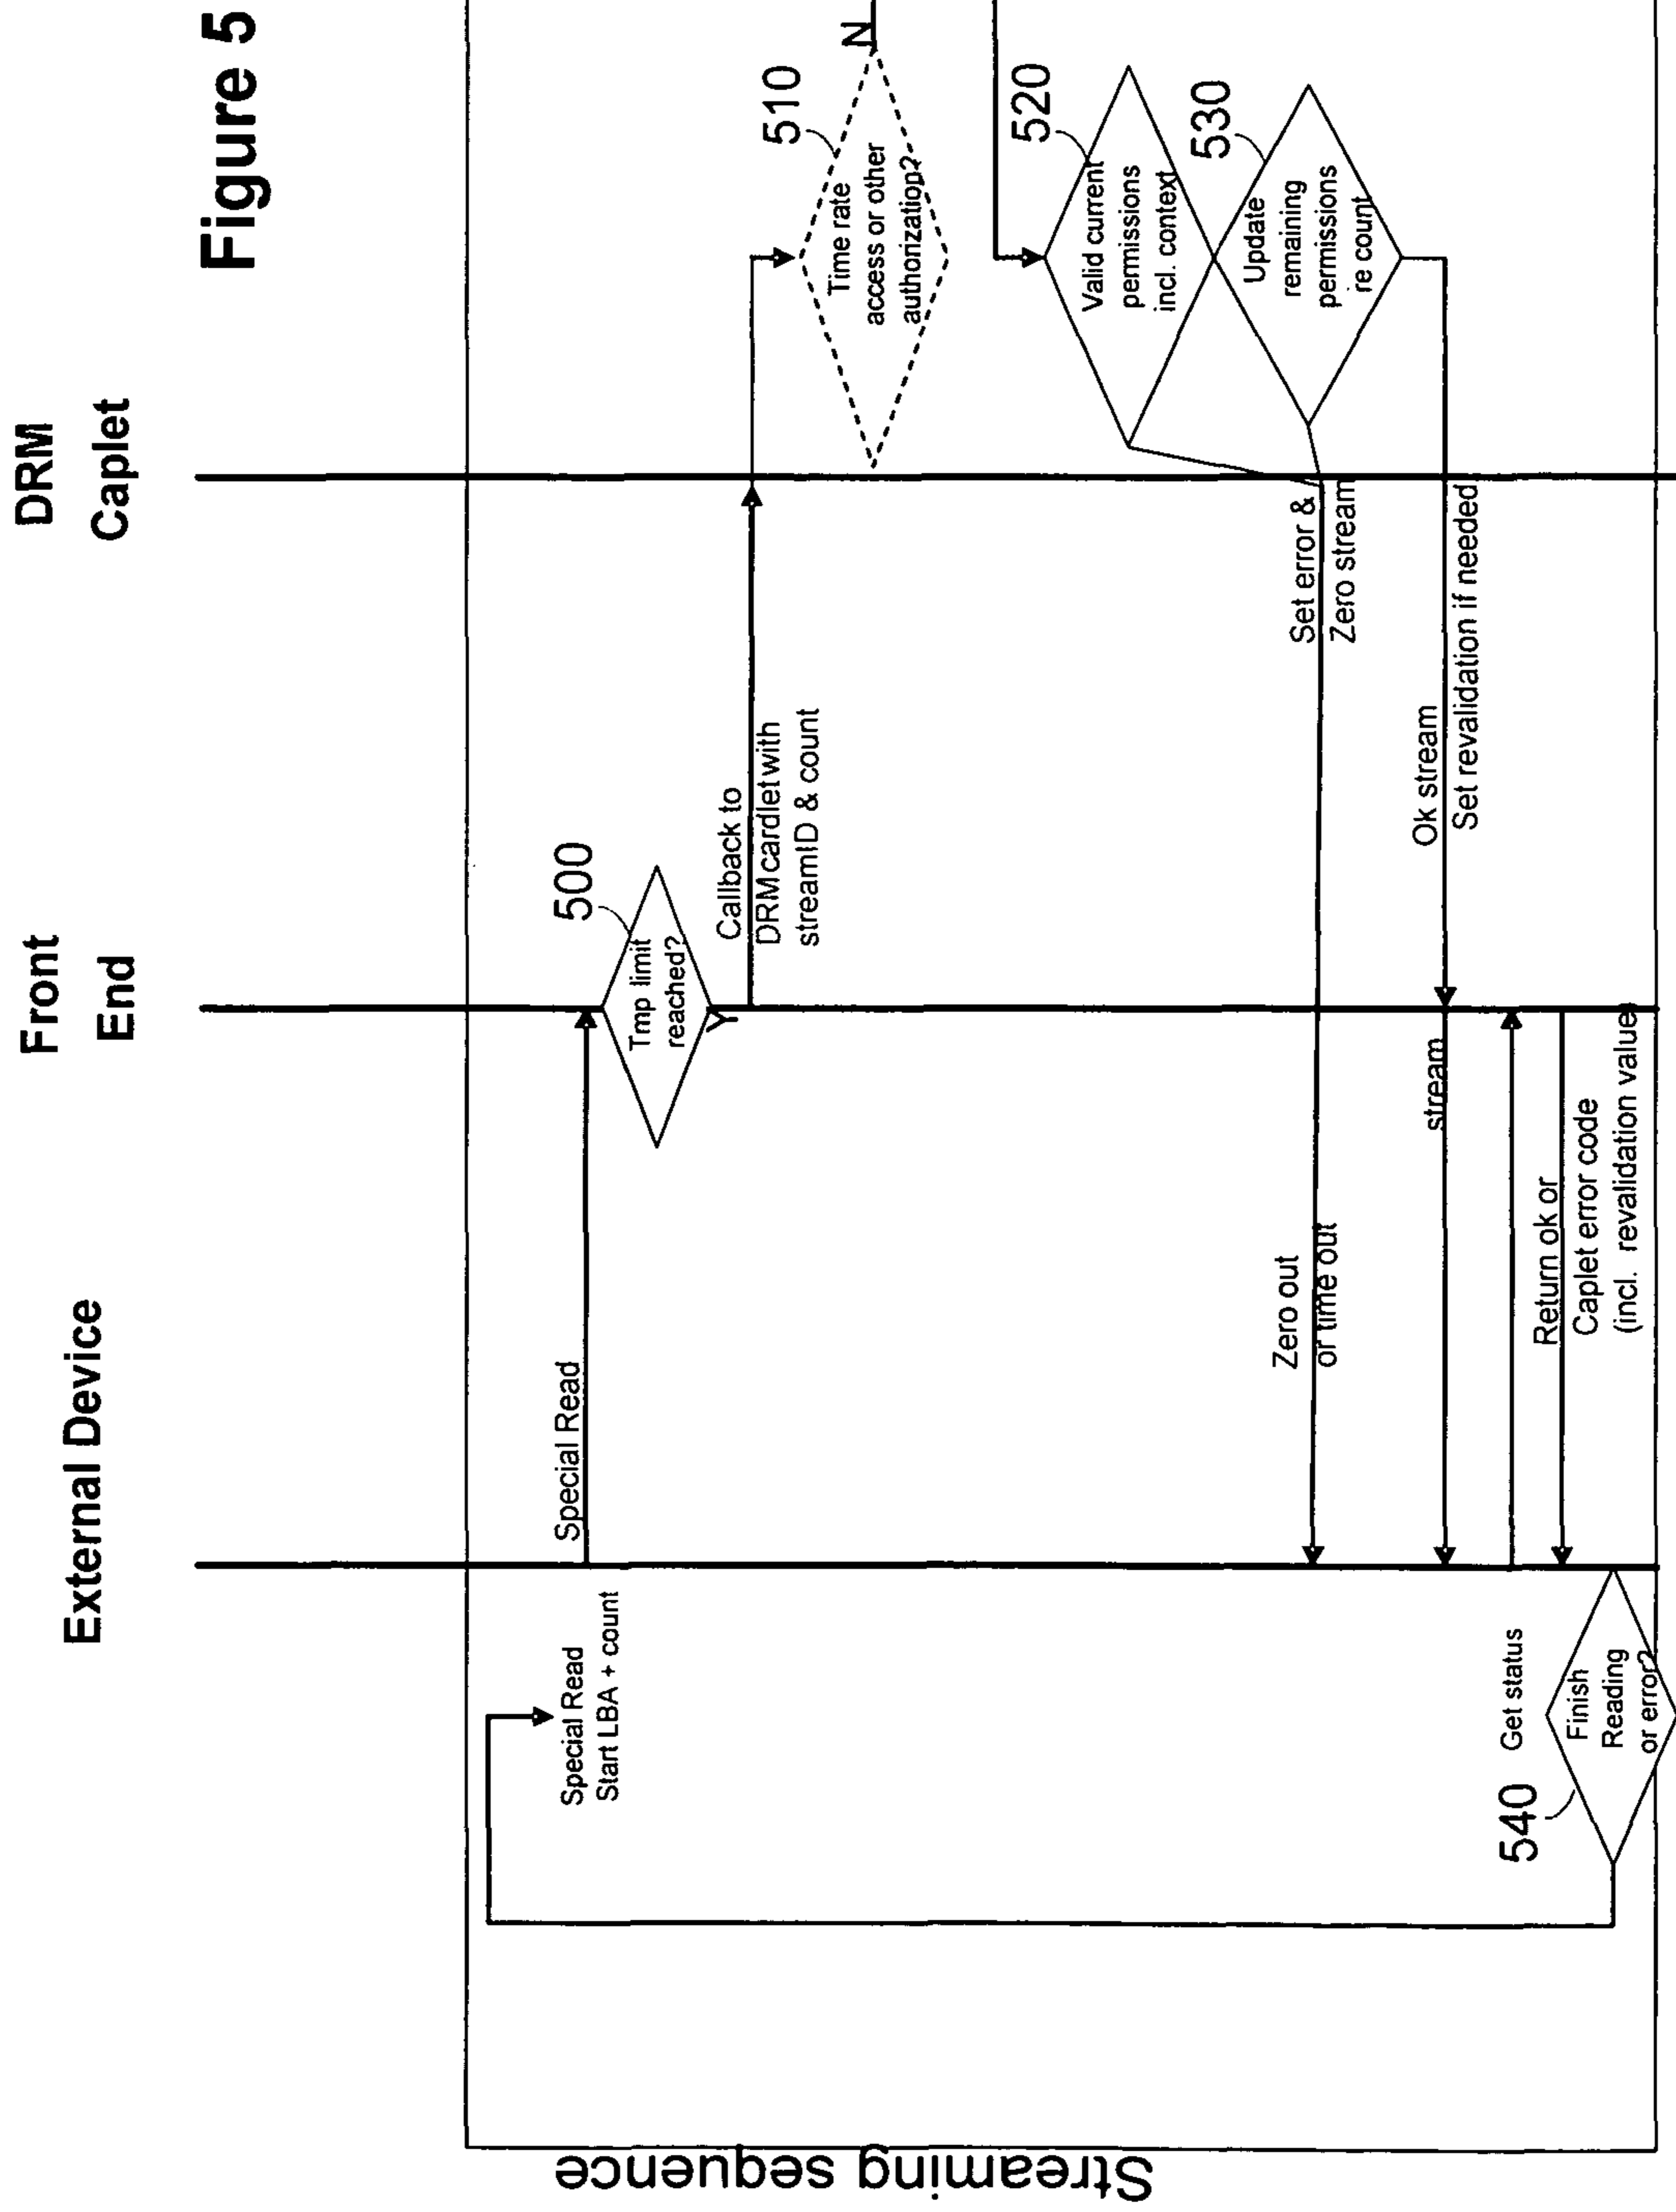 Figure 5
External Device
Front
End
DRM
Caplet
Streaming sequence
Special Read
Start LBA + count
Special Read
500
Tmp limit
reached?
Y
Callback to
DRM cardlet with
streamID & count
510
Time rate
access or other
authorization?
N
520
Valid current
permissions
incl. context
530
Update
remaining
permissions
re count
Set error &
Zero stream
Zero out
or time out
Ok stream
Set revalidation if needed
stream
Get status
Return ok or
Caplet error code
(incl. revalidation value)
540
Finish
Reading
or error?